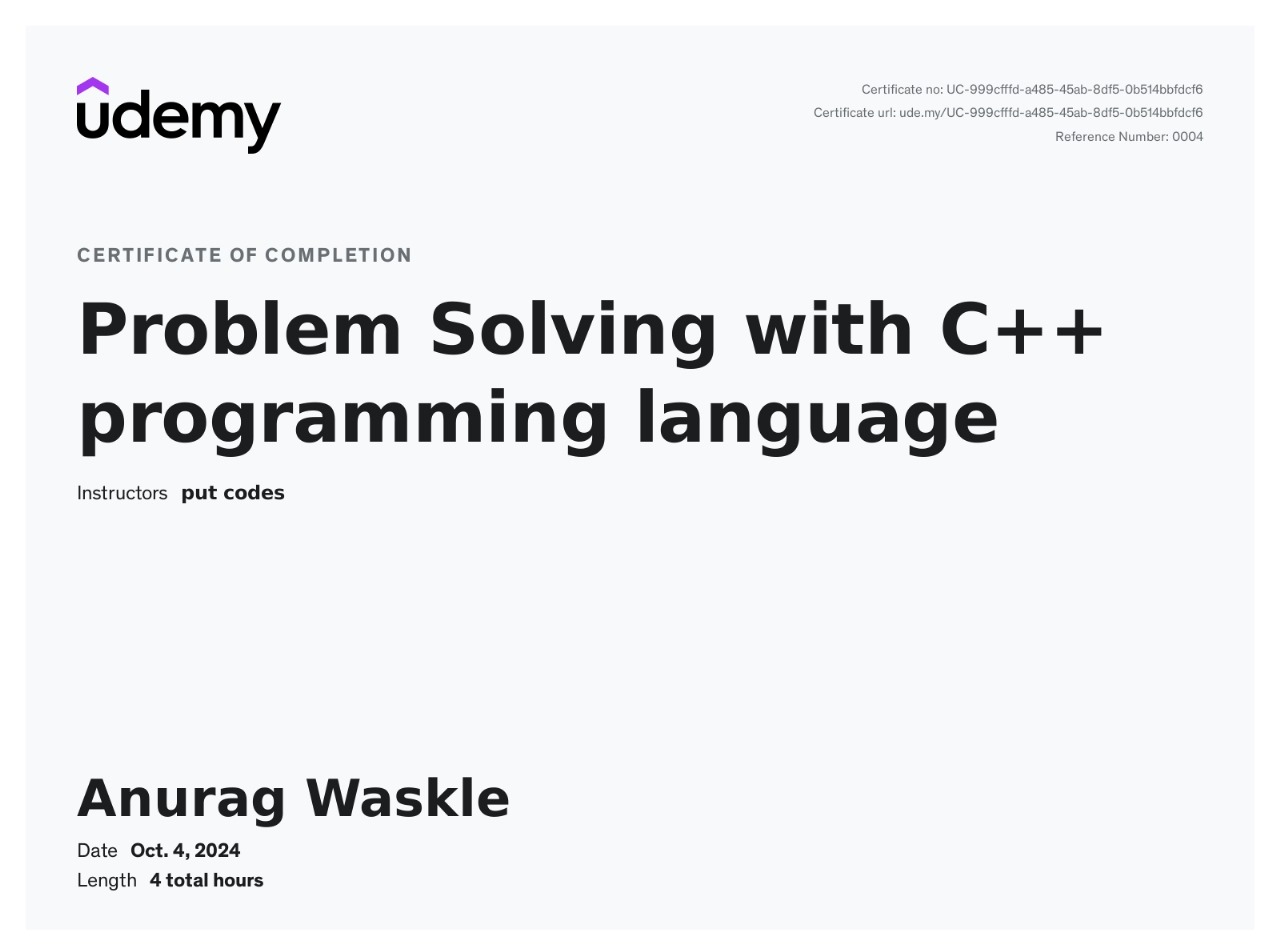 udemy
Certificate no: UC-999cfffd-a485-45ab-8df5-0b514bbfdcf6
Certificate url: ude.my/UC-999cfffd-a485-45ab-8df5-0b514bbfdcf6
Reference Number: 0004
CERTIFICATE OF COMPLETION
Problem Solving with C++
programming language
Instructors put codes
Anurag Waskle
Date Oct. 4, 2024
Length 4 total hours